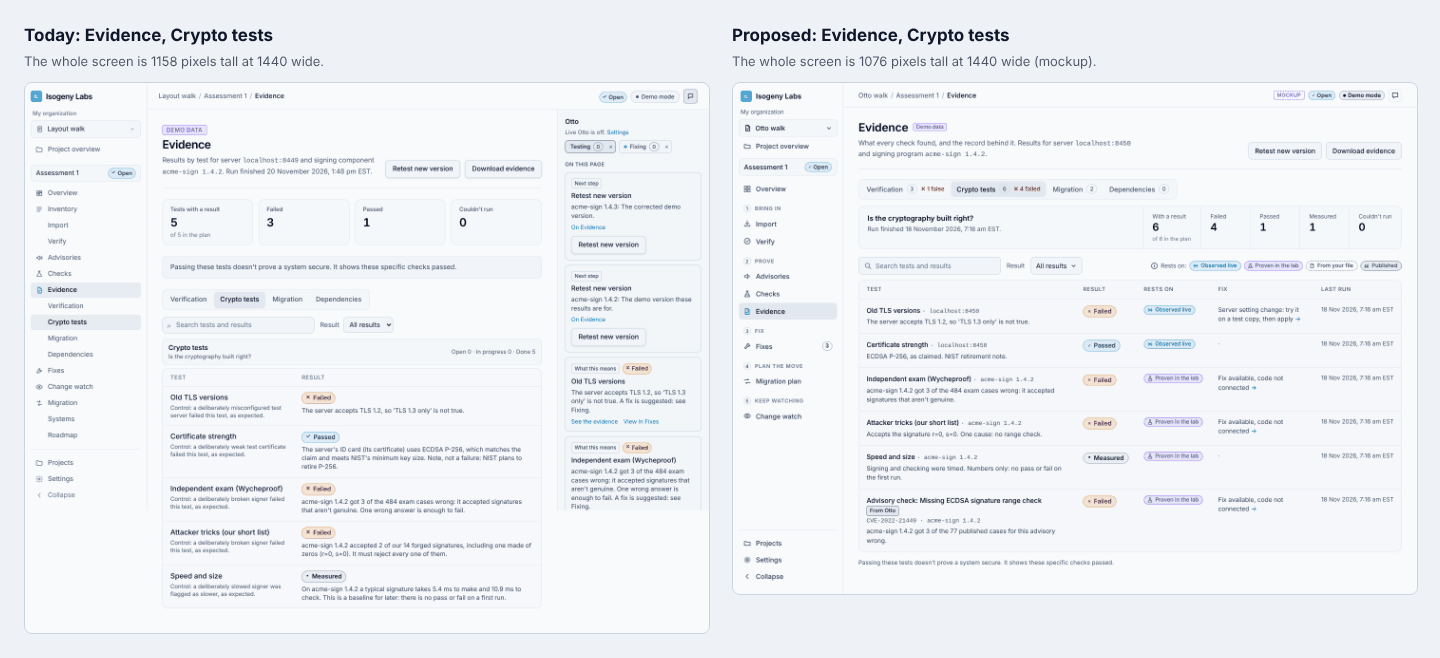 Today: Evidence, Crypto tests
The whole screen is 1158 pixels tall at 1440 wide.
Isogeny Labs
My organization
Layout walk
Project overview
Assessment 1
Open
Overview
Inventory
Import
Verify
Advisories
Checks
Evidence
Verification
Crypto tests
Migration
Dependencies
Fixes
Change watch
Migration
Systems
Roadmap
Projects
Settings
Collapse
Layout walk / Assessment 1 / Evidence
Open
Demo mode
DEMO DATA
Evidence
Results by test for server localhost:8449 and signing component
acme-sign 1.4.2. Run finished 20 November 2026, 1:48 pm EST.
Retest new version
Download evidence
Tests with a result
5
of 5 in the plan
Failed
3
Passed
1
Couldn't run
0
Passing these tests doesn't prove a system secure. It shows these specific checks passed.
Verification Crypto tests Migration Dependencies
Search tests and results
Result All results
Crypto tests
Is the cryptography built right?
Open 0 · In progress 0 · Done 5
TEST RESULT
Old TLS versions
Control: a deliberately misconfigured test
server failed this test, as expected.
Failed
The server accepts TLS 1.2, so 'TLS 1.3 only' is not true.
Certificate strength
Control: a deliberately weak test certificate
failed this test, as expected.
Passed
The server's ID card (its certificate) uses ECDSA P-256, which matches the
claim and meets NIST's minimum key size. Note, not a failure: NIST plans to
retire P-256.
Independent exam (Wycheproof)
Control: a deliberately broken signer failed
this test, as expected.
Failed
acme-sign 1.4.2 got 3 of the 484 exam cases wrong: it accepted signatures
that aren't genuine. One wrong answer is enough to fail.
Attacker tricks (our short list)
Control: a deliberately broken signer failed
this test, as expected.
Failed
acme-sign 1.4.2 accepted 2 of our 14 forged signatures, including one made of
zeros (r=0, s=0). It must reject every one of them.
Speed and size
Control: a deliberately slowed signer was
flagged as slower, as expected.
Measured
On acme-sign 1.4.2 a typical signature takes 5.4 ms to make and 10.9 ms to
check. This is a baseline for later: there is no pass or fail on a first run.
Otto
Live Otto is off. Settings
Testing 0 ×
Fixing 0 ×
ON THIS PAGE
Next step
Retest new version
acme-sign 1.4.3: The corrected demo
version.
On Evidence
Retest new version
Next step
Retest new version
acme-sign 1.4.2: The demo version these
results are for.
On Evidence
Retest new version
What this means Failed
Old TLS versions
The server accepts TLS 1.2, so 'TLS 1.3
only' is not true. A fix is suggested: see
Fixing.
See the evidence View in Fixes
What this means Failed
Independent exam (Wycheproof)
acme-sign 1.4.2 got 3 of the 484 exam
cases wrong: it accepted signatures
that aren't genuine. One wrong answer is
enough to fail. A fix is suggested: see
Fixing.
Proposed: Evidence, Crypto tests
The whole screen is 1076 pixels tall at 1440 wide (mockup).
Isogeny Labs
My organization
Otto walk
Project overview
Assessment 1
Open
Overview
1 BRING IN
Import
Verify
2 PROVE
Advisories
Checks
Evidence
3 FIX
Fixes 3
4 PLAN THE MOVE
Migration plan
5 KEEP WATCHING
Change watch
Projects
Settings
Collapse
Otto walk / Assessment 1 / Evidence
MOCKUP
Open
Demo mode
Evidence Demo data
What every check found, and the record behind it. Results for server localhost:8450
and signing program acme-sign 1.4.2.
Retest new version
Download evidence
Verification 3 × 1 false Crypto tests 6 × 4 failed Migration 2 Dependencies 0
Is the cryptography built right?
Run finished 18 November 2026, 7:16 am EST.
With a result
6
of 6 in the plan
Failed
4
Passed
1
Measured
1
Couldn't run
0
Search tests and results
Result All results
Rests on: Observed live Proven in the lab From your file Published
TEST RESULT RESTS ON FIX LAST RUN
Old TLS versions · localhost:8450
The server accepts TLS 1.2, so 'TLS 1.3 only' is not true.
Failed
Observed live
Server setting change: try it
on a test copy, then apply →
18 Nov 2026, 7:16 am EST
Certificate strength · localhost:8450
ECDSA P-256, as claimed. NIST retirement note.
Passed
Observed live
-
18 Nov 2026, 7:16 am EST
Independent exam (Wycheproof) · acme-sign 1.4.2
acme-sign 1.4.2 got 3 of the 484 exam cases wrong: it accepted
signatures that aren't genuine.
Failed
Proven in the lab
Fix available, code not
connected →
18 Nov 2026, 7:16 am EST
Attacker tricks (our short list) · acme-sign 1.4.2
Accepts the signature r=0, s=0. One cause: no range check.
Failed
Proven in the lab
Fix available, code not
connected →
18 Nov 2026, 7:16 am EST
Speed and size · acme-sign 1.4.2
Signing and checking were timed. Numbers only: no pass or fail on
the first run.
Measured
Proven in the lab
-
18 Nov 2026, 7:16 am EST
Advisory check: Missing ECDSA signature range check
From Otto
CVE-2022-21449 · acme-sign 1.4.2
acme-sign 1.4.2 got 3 of the 77 published cases for this advisory
wrong.
Failed
Proven in the lab
Fix available, code not
connected →
18 Nov 2026, 7:16 am EST
Passing these tests doesn't prove a system secure. It shows these specific checks passed.